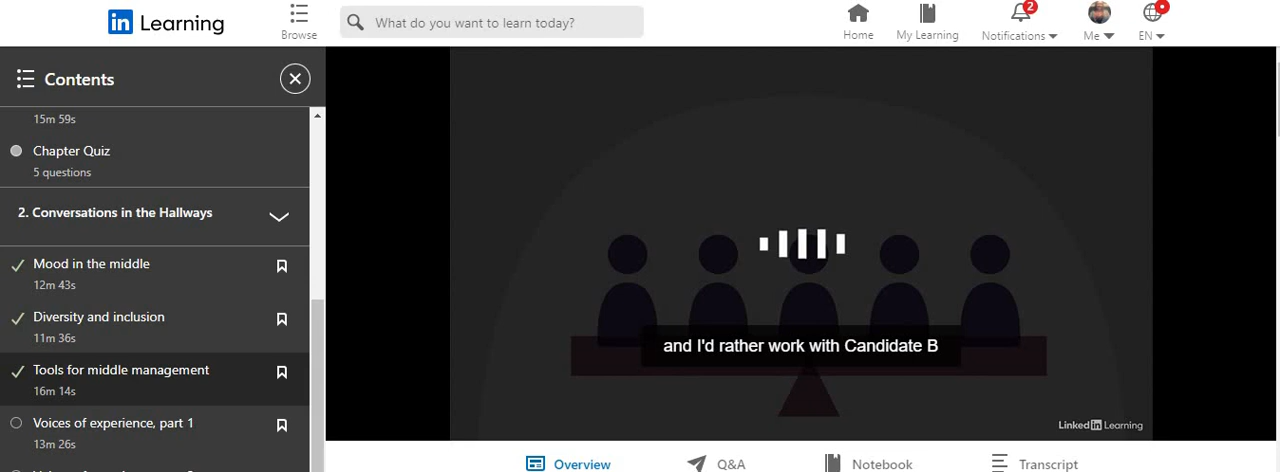 in Learning
Browse
What do you want to learn today?
Home
My Learning
2
Notifications
Me
EN
Contents
15m 59s
Chapter Quiz
5 questions
2. Conversations in the Hallways
Mood in the middle
12m 43s
Diversity and inclusion
11m 36s
Tools for middle management
16m 14s
Voices of experience, part 1
13m 26s
and I'd rather work with Candidate B
Linked in Learning
Overview
Q&A
Notebook
Transcript